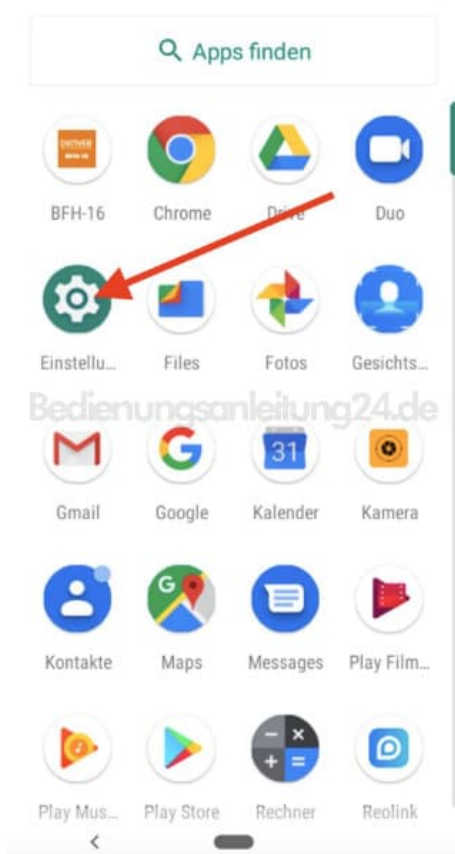 Apps finden
BFH-16 Chrome Drive Duo
Einstellu... Files Fotos Gesichts...
Bedienungsanleitung24.de
31
Gmail Google Kalender Kamera
G
Kontakte Maps Messages Play Film...
Play Mus... Play Store Rechner Reolink